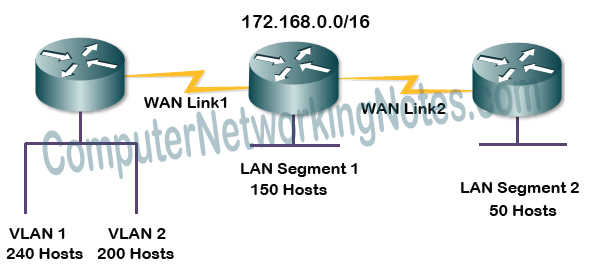 172.168.0.0/16
WAN Link1
WAN Link2
ComputerNetworkingNotes.com
LAN Segment 1
150 Hosts
LAN Segment 2
50 Hosts
VLAN 1
240 Hosts
VLAN 2
200 Hosts